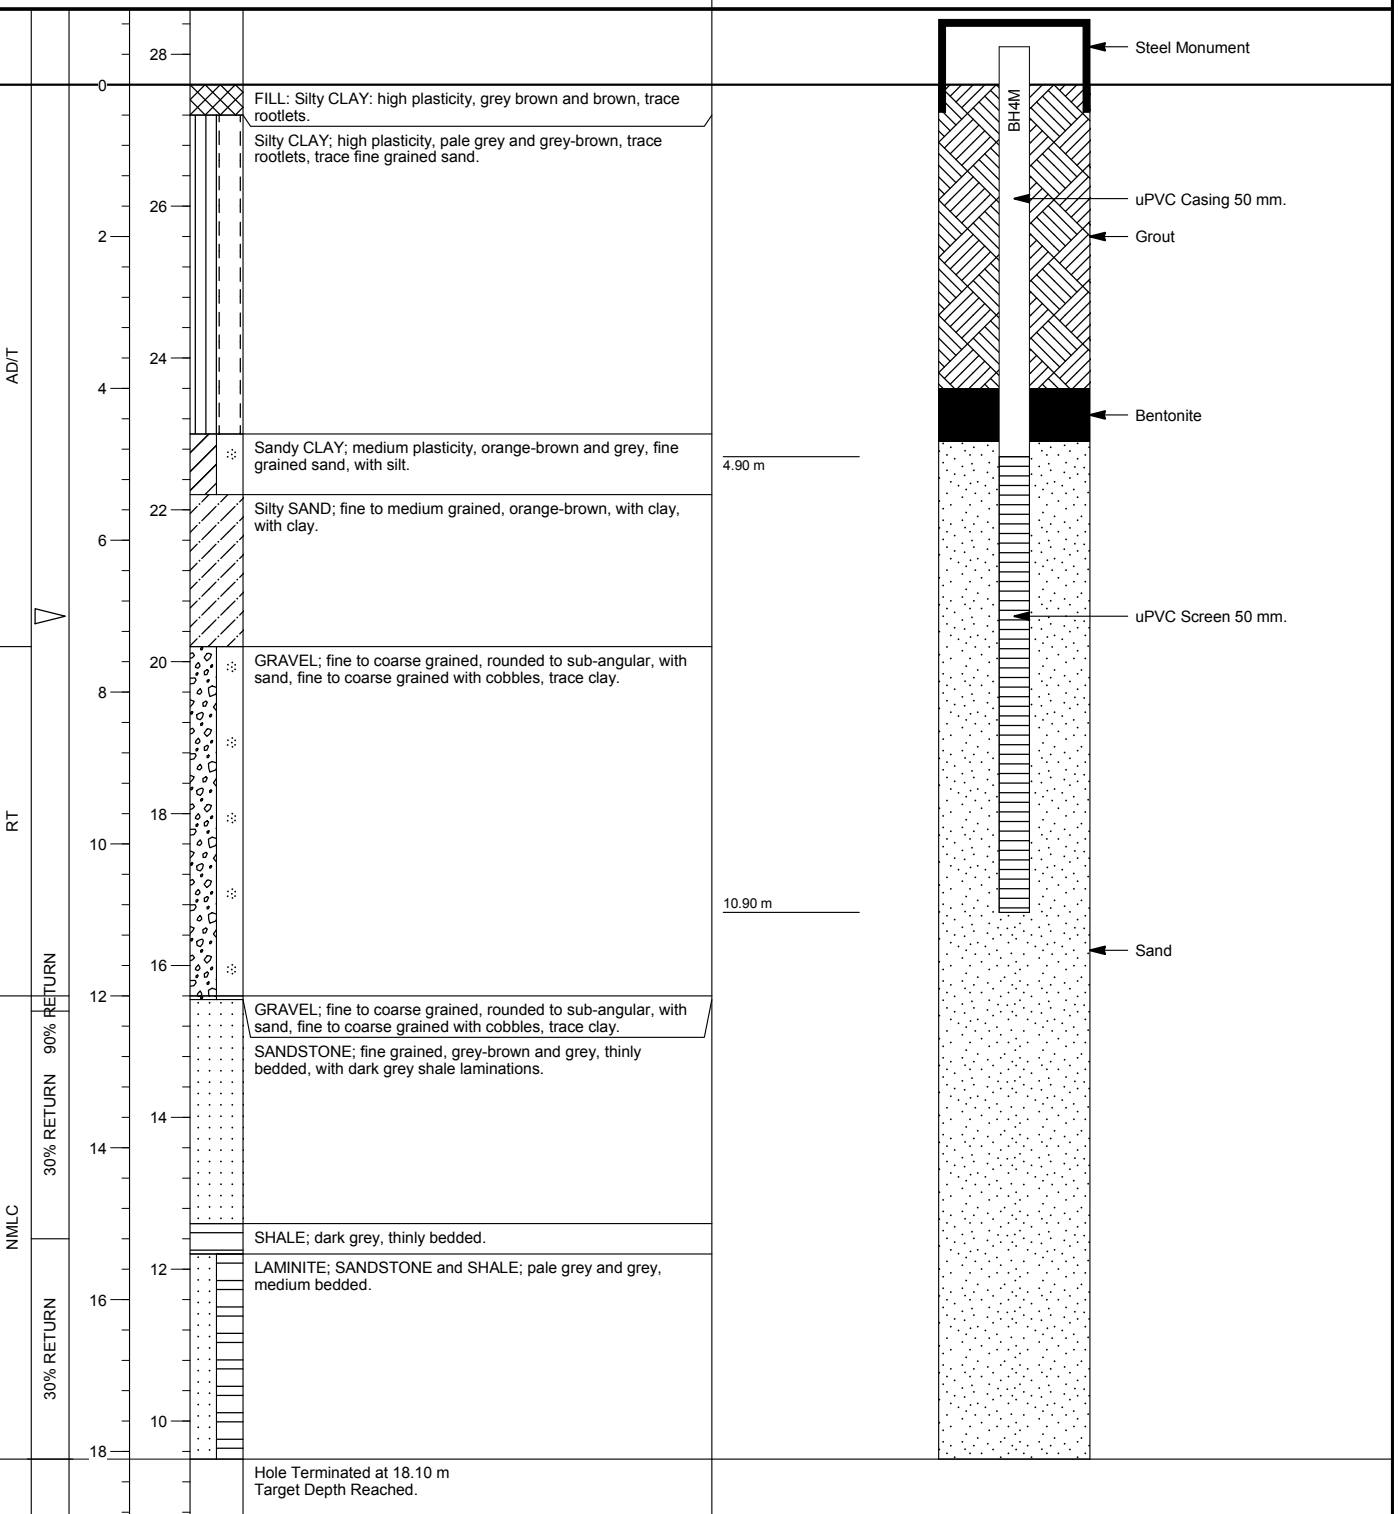 28
Steel Monument
0
FILL: Silty CLAY: high plasticity, grey brown and brown, trace
rootlets.
BH4M
Silty CLAY; high plasticity, pale grey and grey-brown, trace
rootlets, trace fine grained sand.
26
uPVC Casing 50 mm.
2
Grout
24
AD/T
4
Bentonite
Sandy CLAY; medium plasticity, orange-brown and grey, fine
grained sand, with silt.
4.90 m
22
Silty SAND; fine to medium grained, orange-brown, with clay,
with clay.
6
uPVC Screen 50 mm.
20
GRAVEL; fine to coarse grained, rounded to sub-angular, with
sand, fine to coarse grained with cobbles, trace clay.
8
18
RT
10
10.90 m
Sand
16
12
90% RETURN
GRAVEL; fine to coarse grained, rounded to sub-angular, with
sand, fine to coarse grained with cobbles, trace clay.
SANDSTONE; fine grained, grey-brown and grey, thinly
bedded, with dark grey shale laminations.
14
30% RETURN
14
NMLC
SHALE; dark grey, thinly bedded.
12
LAMINITE; SANDSTONE and SHALE; pale grey and grey,
medium bedded.
16
30% RETURN
10
18
Hole Terminated at 18.10 m
Target Depth Reached.